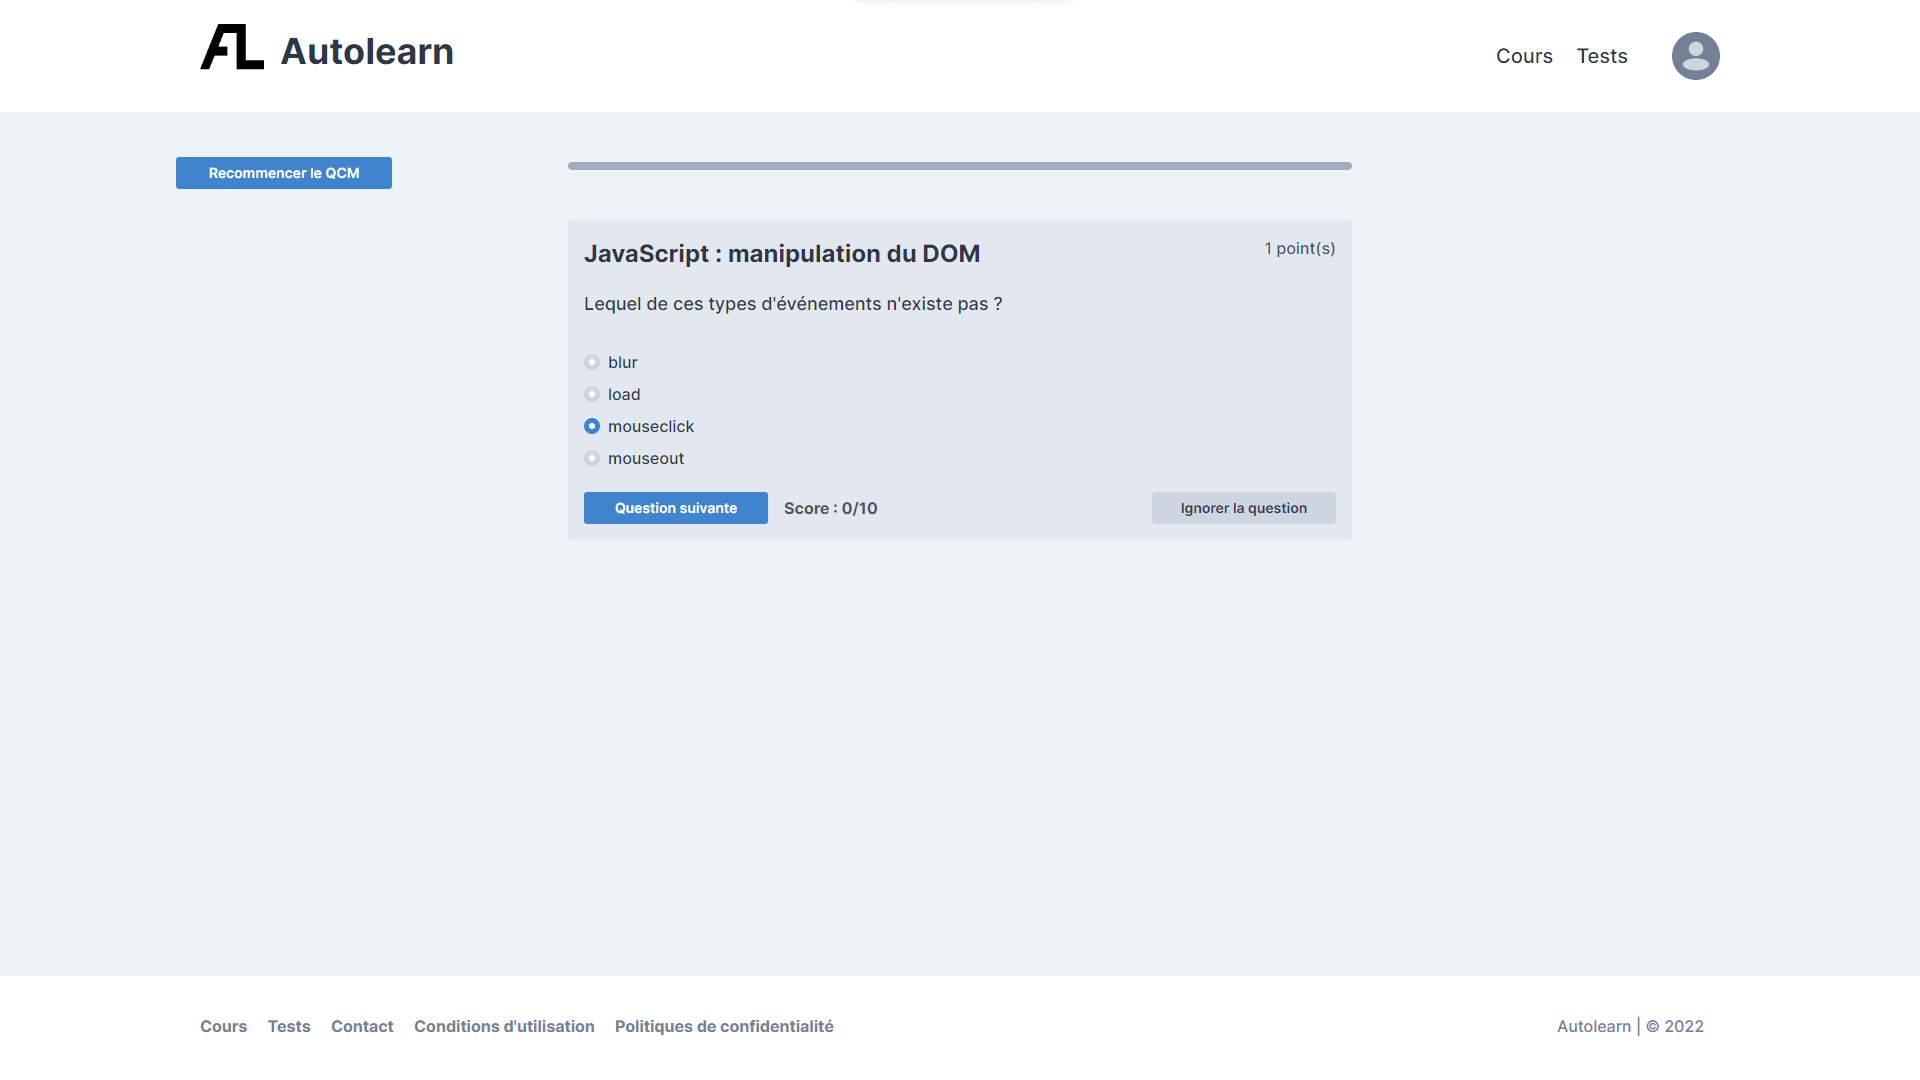 AL Autolearn
Cours Tests
Recommencer le QCM
JavaScript : manipulation du DOM
1 point(s)
Lequel de ces types d'événements n'existe pas ?
blur
load
mouseclick
mouseout
Question suivante
Score : 0/10
Ignorer la question
Cours Tests Contact Conditions d'utilisation Politiques de confidentialité
Autolearn | © 2022